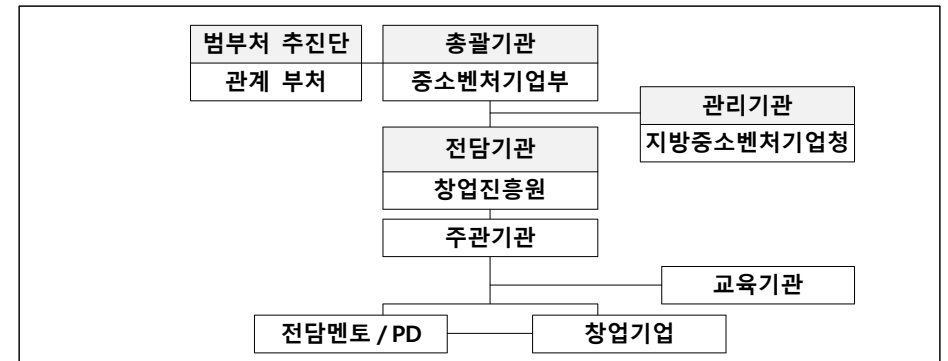 범부처 추진단
총괄기관
관계 부처
중소벤처기업부
관리기관
지방중소벤처기업청
전담기관
창업진흥원
주관기관
교육기관
전담멘토 / PD
창업기업